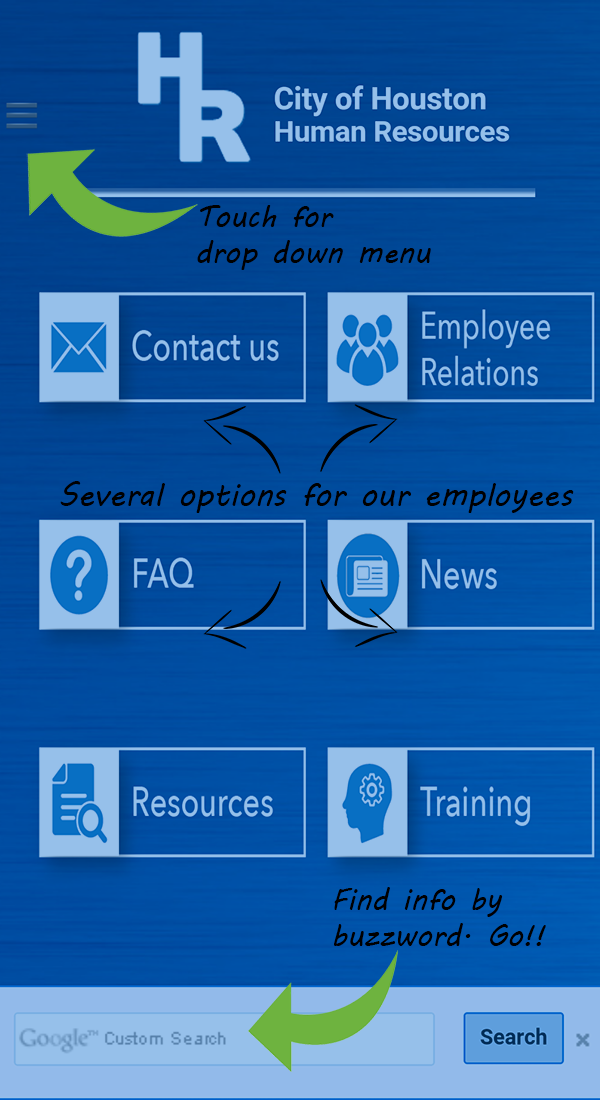 HR
City of Houston
Human Resources
Touch for
drop down menu
Contact us
Employee
Relations
Several options for our employees
FAQ
News
Resources
Training
Find info by
buzzword. Go!!
Google™ Custom Search
Search
×